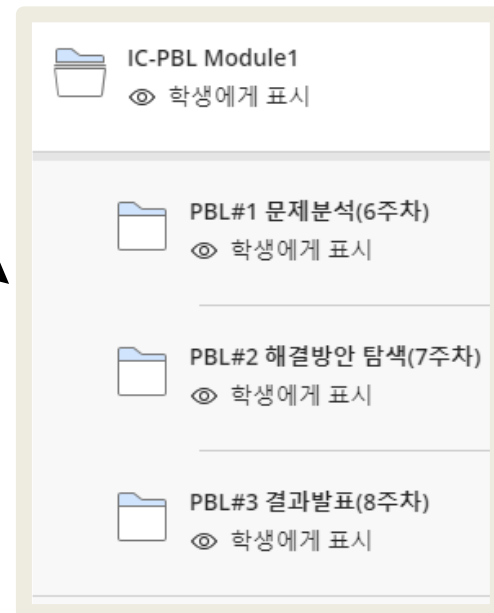 IC-PBL Module1
학생에게 표시
PBL#1 문제분석(6주차)
학생에게 표시
PBL#2 해결방안 탐색(7주차)
학생에게 표시
PBL#3 결과발표(8주차)
학생에게 표시